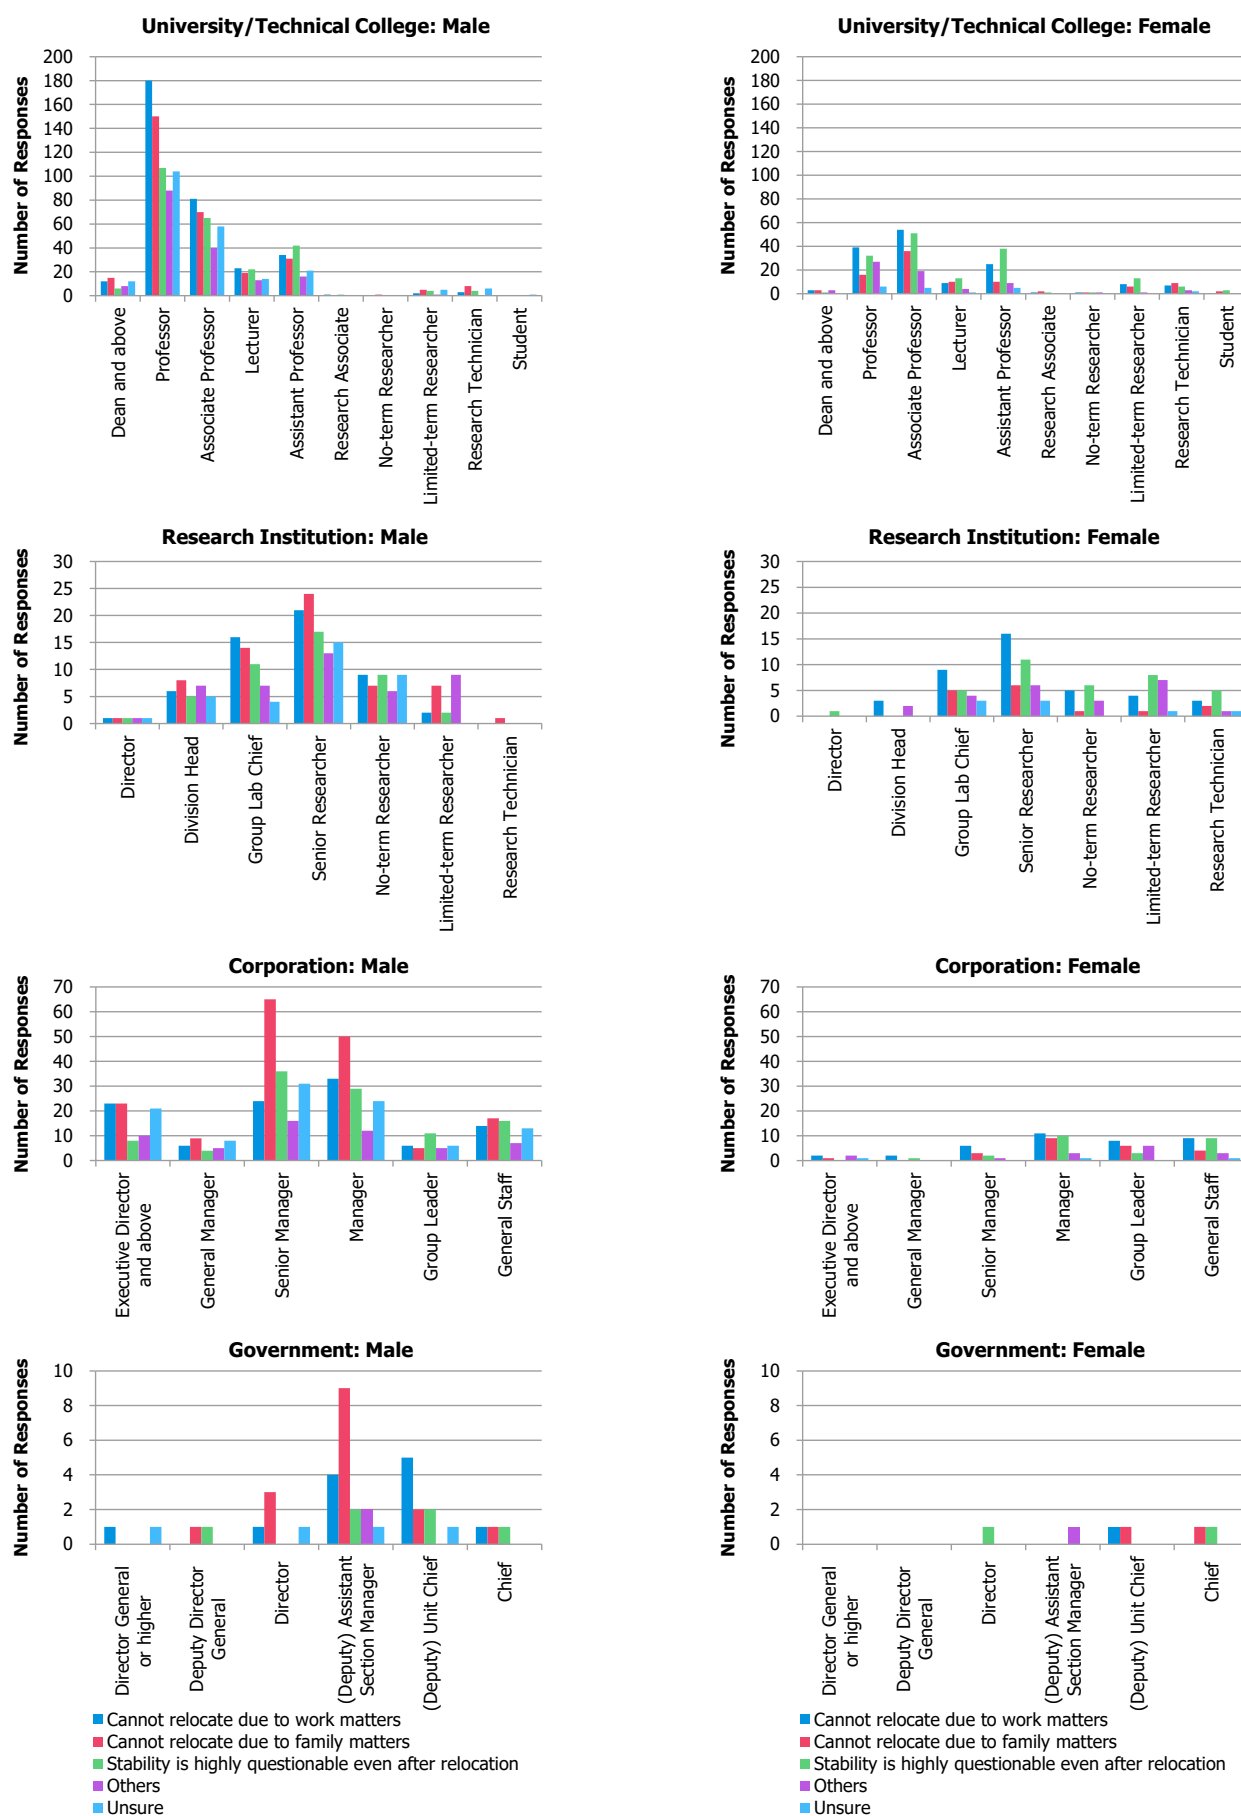 University/Technical College: Male
Number of Responses
200
180
160
140
120
100
80
60
40
20
0
Dean and above
Professor
Associate Professor
Lecturer
Assistant Professor
Research Associate
No-term Researcher
Limited-term Researcher
Research Technician
Student
University/Technical College: Female
Number of Responses
200
180
160
140
120
100
80
60
40
20
0
Dean and above
Professor
Associate Professor
Lecturer
Assistant Professor
Research Associate
No-term Researcher
Limited-term Researcher
Research Technician
Student
Research Institution: Male
Number of Responses
30
25
20
15
10
5
0
Director
Division Head
Group Lab Chief
Senior Researcher
No-term Researcher
Limited-term Researcher
Research Technician
Research Institution: Female
Number of Responses
30
25
20
15
10
5
0
Director
Division Head
Group Lab Chief
Senior Researcher
No-term Researcher
Limited-term Researcher
Research Technician
Corporation: Male
Number of Responses
70
60
50
40
30
20
10
0
Executive Director
and above
General Manager
Senior Manager
Manager
Group Leader
General Staff
Corporation: Female
Number of Responses
70
60
50
40
30
20
10
0
Executive Director
and above
General Manager
Senior Manager
Manager
Group Leader
General Staff
Government: Male
Number of Responses
10
8
6
4
2
0
Director General
or higher
Deputy Director
General
Director
(Deputy) Assistant
Section Manager
(Deputy) Unit Chief
Chief
Cannot relocate due to work matters
Cannot relocate due to family matters
Stability is highly questionable even after relocation
Others
Unsure
Government: Female
Number of Responses
10
8
6
4
2
0
Director General
or higher
Deputy Director
General
Director
(Deputy) Assistant
Section Manager
(Deputy) Unit Chief
Chief
Cannot relocate due to work matters
Cannot relocate due to family matters
Stability is highly questionable even after relocation
Others
Unsure